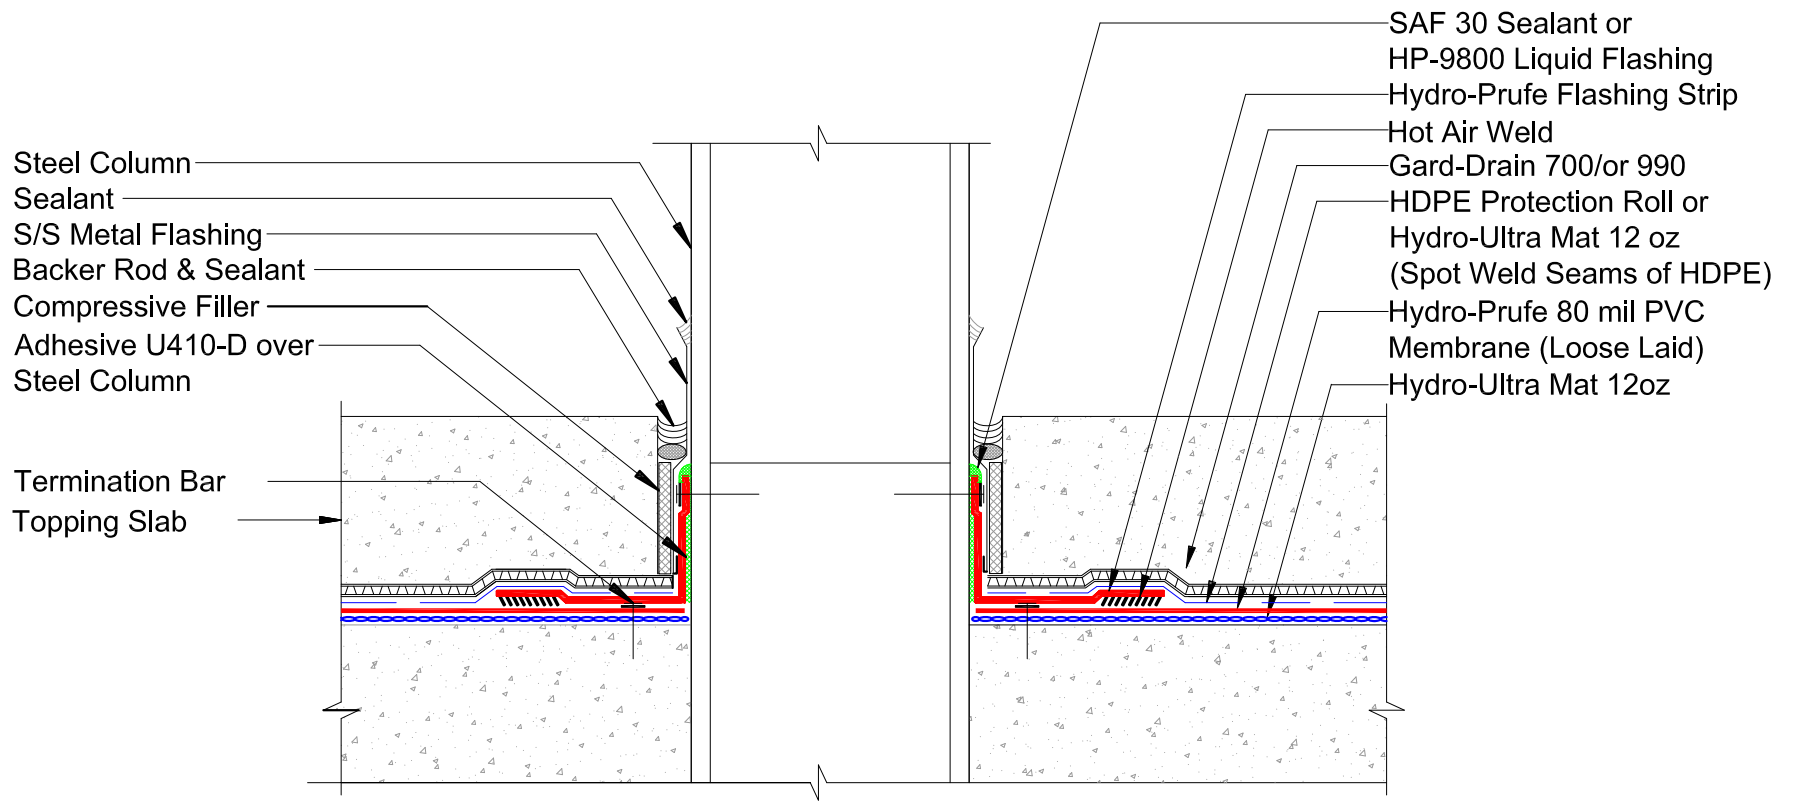 Steel Column
Sealant
S/S Metal Flashing
Backer Rod & Sealant
Compressive Filler
Adhesive U410-D over
Steel Column
Termination Bar
Topping Slab
SAF 30 Sealant or
HP-9800 Liquid Flashing
Hydro-Prufe Flashing Strip
Hot Air Weld
Gard-Drain 700/or 990
HDPE Protection Roll or
Hydro-Ultra Mat 12 oz
(Spot Weld Seams of HDPE)
Hydro-Prufe 80 mil PVC
Membrane (Loose Laid)
Hydro-Ultra Mat 12oz